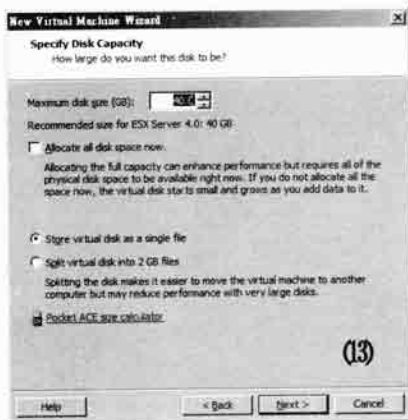 New Virtual Machine Wizard
Specify Disk Capacity
How large do you want this disk to be?
Maximum disk size (GB): 40.0
Recommended size for ESX Server 4.0: 40 GB
Allocate all disk space now.
Allocating the full capacity can enhance performance but requires all of the
physical disk space to be available right now. If you do not allocate all the
space now, the virtual disk starts small and grows as you add data to it.
Store virtual disk as a single file
Split virtual disk into 2 GB files
Splitting the disk makes it easier to move the virtual machine to another
computer but may reduce performance with very large disks.
Pocket ACE size calculator
(13)
Help < Back Next > Cancel